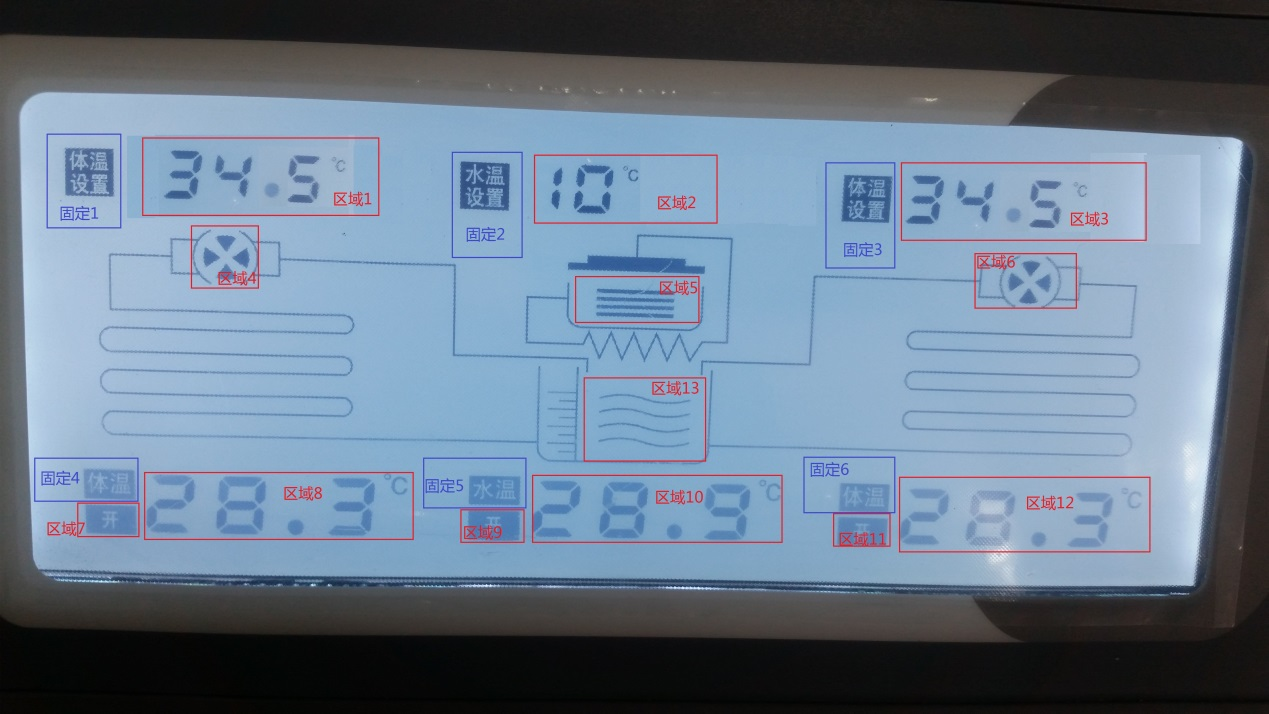 体温
设置
固定1
34.5℃
区域1
水温
设置
固定2
10℃
区域2
体温
设置
固定3
34.5℃
区域3
区域4
区域5
区域6
区域13
固定4
体温
开
区域7
28.3℃
区域8
固定5
水温
开
区域9
28.9℃
区域10
固定6
体温
开
区域11
28.3℃
区域12